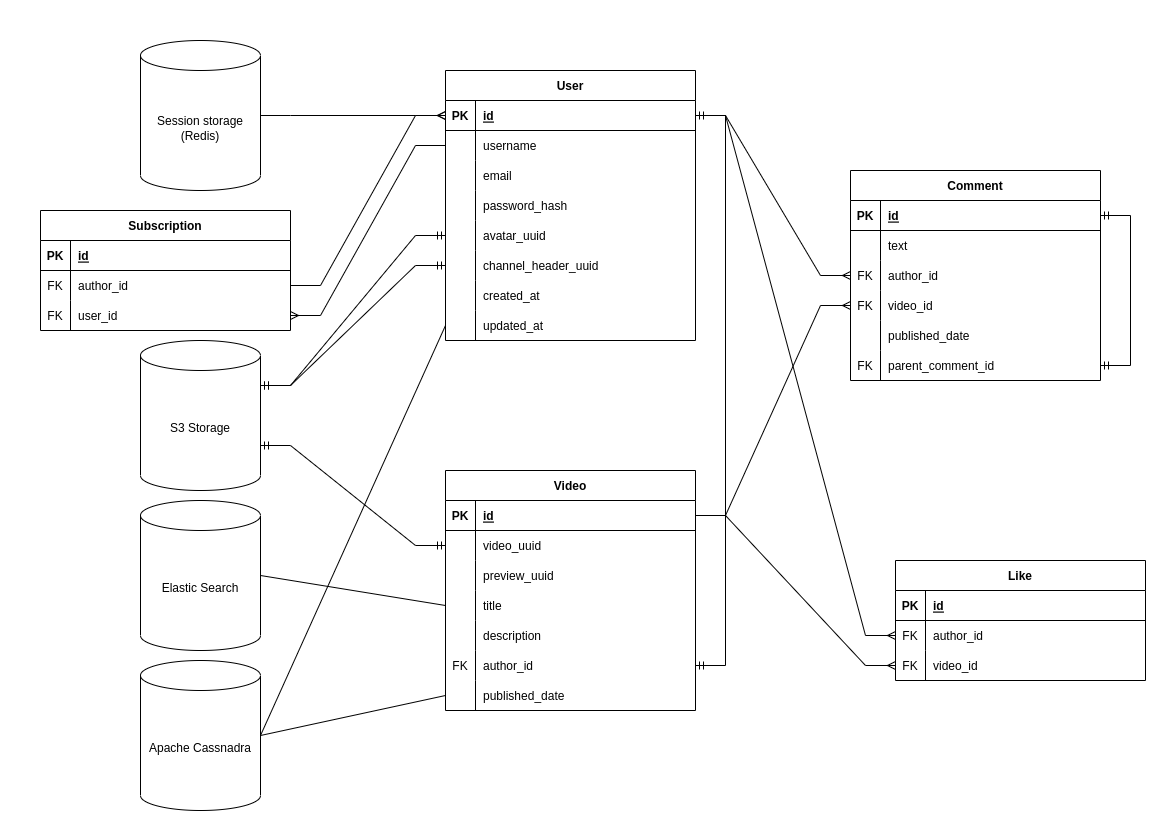 Session storage
(Redis)
Subscription
PK id
FK author_id
FK user_id
S3 Storage
Elastic Search
Apache Cassnadra
User
PK id
username
email
password_hash
avatar_uuid
channel_header_uuid
created_at
updated_at
Video
PK id
video_uuid
preview_uuid
title
description
FK author_id
published_date
Comment
PK id
text
FK author_id
FK video_id
published_date
FK parent_comment_id
Like
PK id
FK author_id
FK video_id